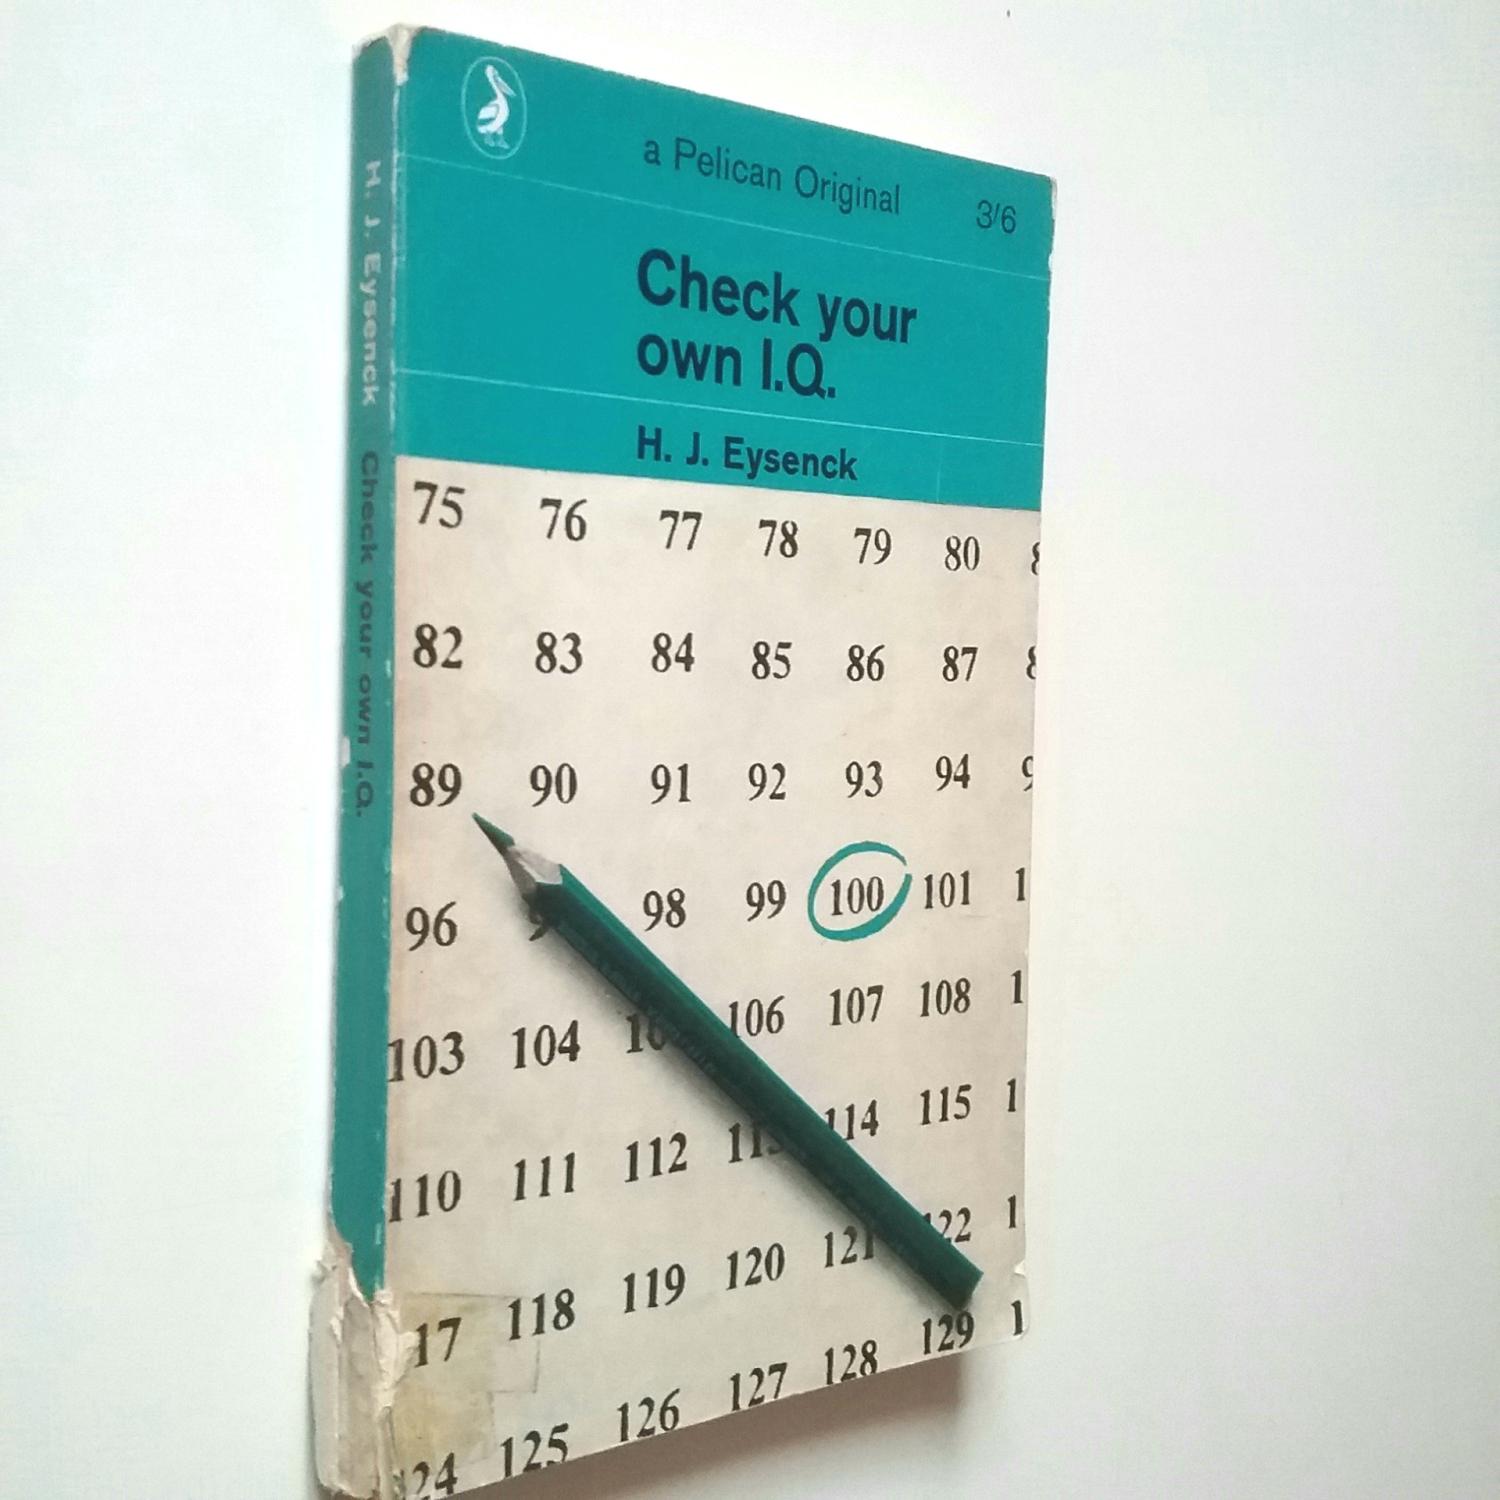 H. J. Eysenck Check your own I.Q.
a Pelican Original 3/6
Check your
own I.Q.
H. J. Eysenck
75 76 77 78 79 80
82 83 84 85 86 87
89 90 91 92 93 94
96 98 99 100 101
103 104 106 107 108
110 111 112 114 115
118 119 120 121
125 126 127 128 129